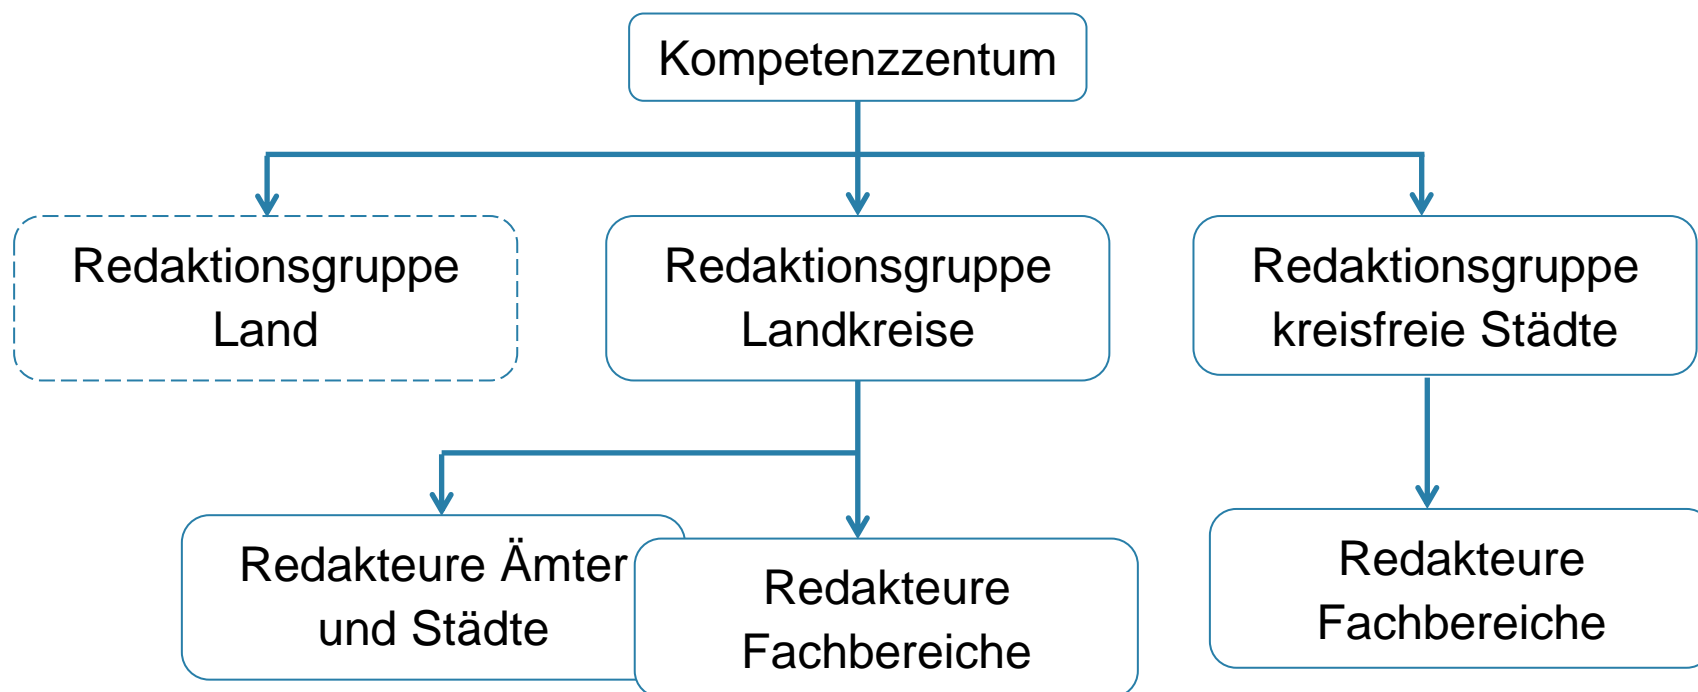 Kompetenzzentum
Redaktionsgruppe
Land
Redaktionsgruppe
Landkreise
Redaktionsgruppe
kreisfreie Städte
Redakteure Ämter
und Städte
Redakteure
Fachbereiche
Redakteure
Fachbereiche